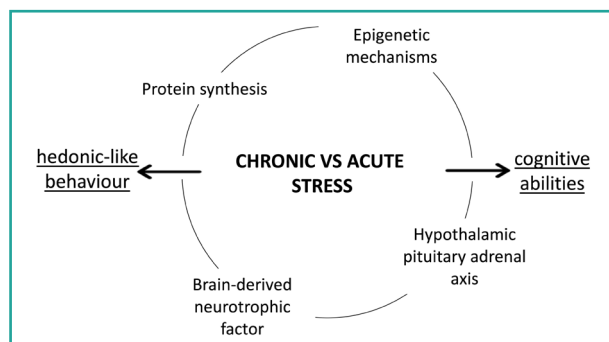 Epigenetic
mechanisms
Protein synthesis
hedonic-like
behaviour
CHRONIC VS ACUTE
STRESS
cognitive
abilities
Hypothalamic
pituitary adrenal
axis
Brain-derived
neurotrophic
factor